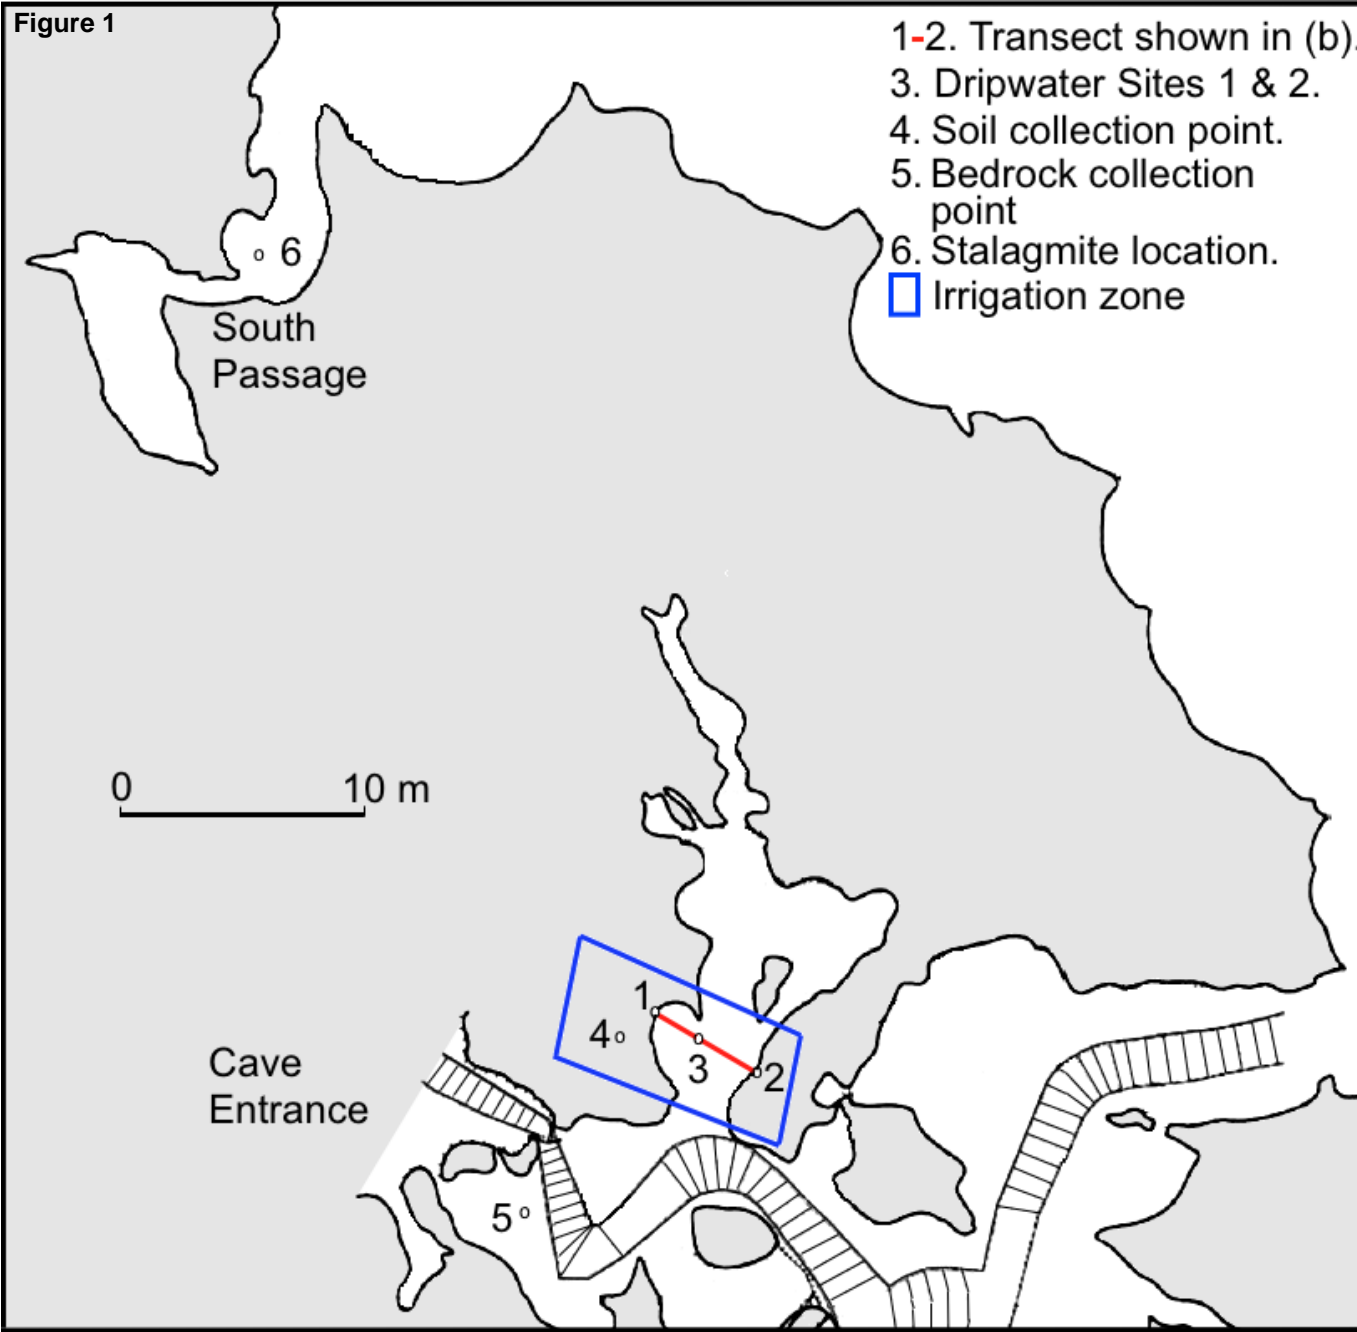 Figure 1
1-2. Transect shown in (b).
3. Dripwater Sites 1 & 2.
4. Soil collection point.
5. Bedrock collection
point
6. Stalagmite location.
Irrigation zone
6
South
Passage
0 10 m
1
4
3
2
Cave
Entrance
5